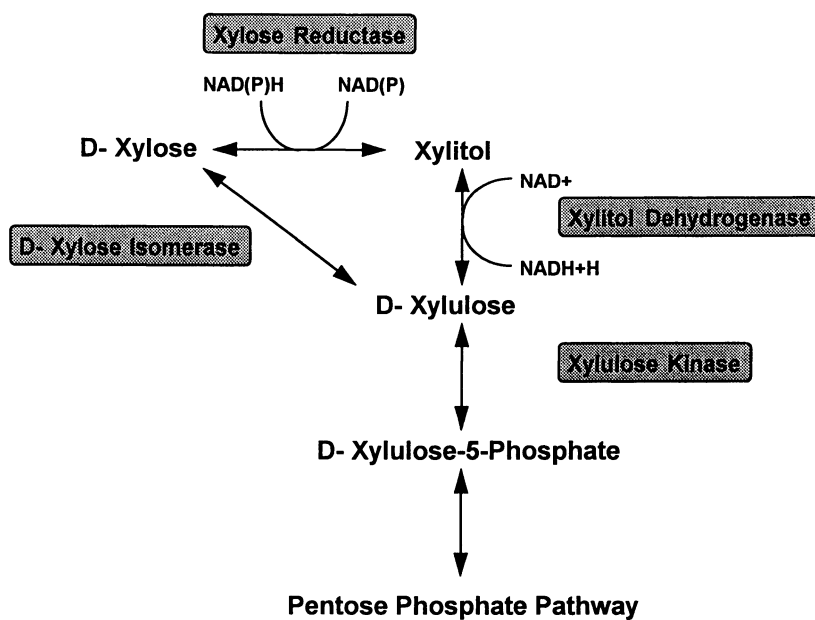 Xylose Reductase
NAD(P)H NAD(P)
D- Xylose Xylitol
NAD+
Xylitol Dehydrogenase
D- Xylose Isomerase
NADH+H
D- Xylulose
Xylulose Kinase
D- Xylulose-5-Phosphate
Pentose Phosphate Pathway